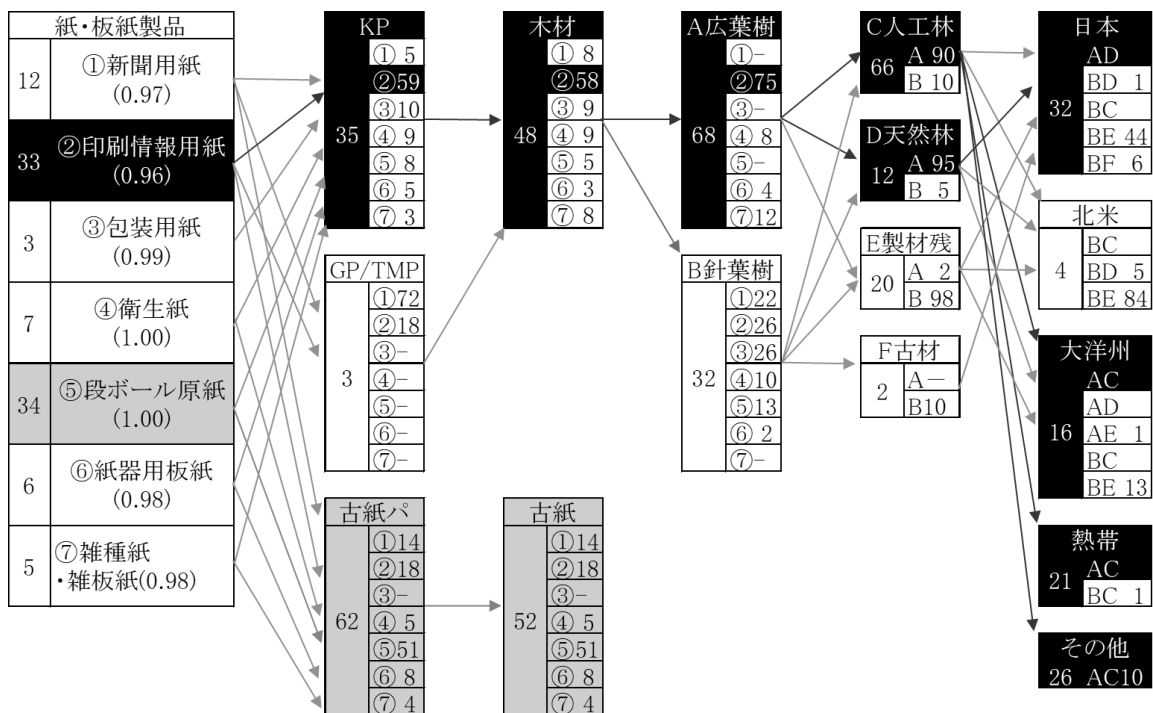 紙・板紙製品
12
①新聞用紙
(0.97)
33
②印刷情報用紙
(0.96)
3
③包装用紙
(0.99)
7
④衛生紙
(1.00)
34
⑤段ボール原紙
(1.00)
6
⑥紙器用板紙
(0.98)
5
⑦雑種紙
・雑板紙(0.98)
KP
35
① 5
②59
③10
④ 9
⑤ 8
⑥ 5
⑦ 3
GP/TMP
3
①72
②18
③-
④-
⑤-
⑥-
⑦-
古紙パ
62
①14
②18
③-
④ 5
⑤51
⑥ 8
⑦ 4
木材
48
① 8
②58
③ 9
④ 9
⑤ 5
⑥ 3
⑦ 8
古紙
52
①14
②18
③-
④ 5
⑤51
⑥ 8
⑦ 4
A広葉樹
68
①-
②75
③-
④ 8
⑤-
⑥ 4
⑦12
B針葉樹
32
①22
②26
③26
④10
⑤13
⑥ 2
⑦-
C人工林
66
A 90
B 10
D天然林
12
A 95
B 5
E製材残
20
A 2
B 98
F古材
2
A－
B10
日本
32
AD
BD 1
BC
BE 44
BF 6
北米
4
BC
BD 5
BE 84
大洋州
16
AC
AD
AE 1
BC
BE 13
熱帯
21
AC
BC 1
その他
26 AC10